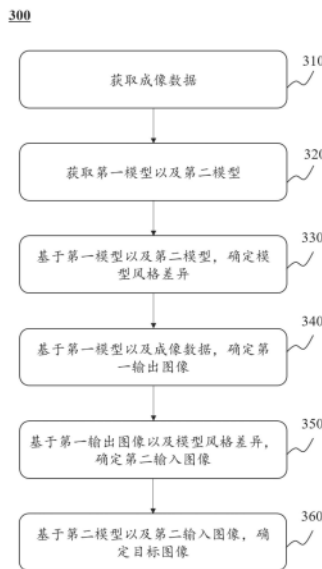 300
310
获取成像数据
320
获取第一模型以及第二模型
330
基于第一模型以及第二模型，确定模
型风格差异
340
基于第一模型以及成像数据，确定第
一输出图像
350
基于第一输出图像以及模型风格差异，
确定第二输入图像
360
基于第二模型以及第二输入图像，确
定目标图像